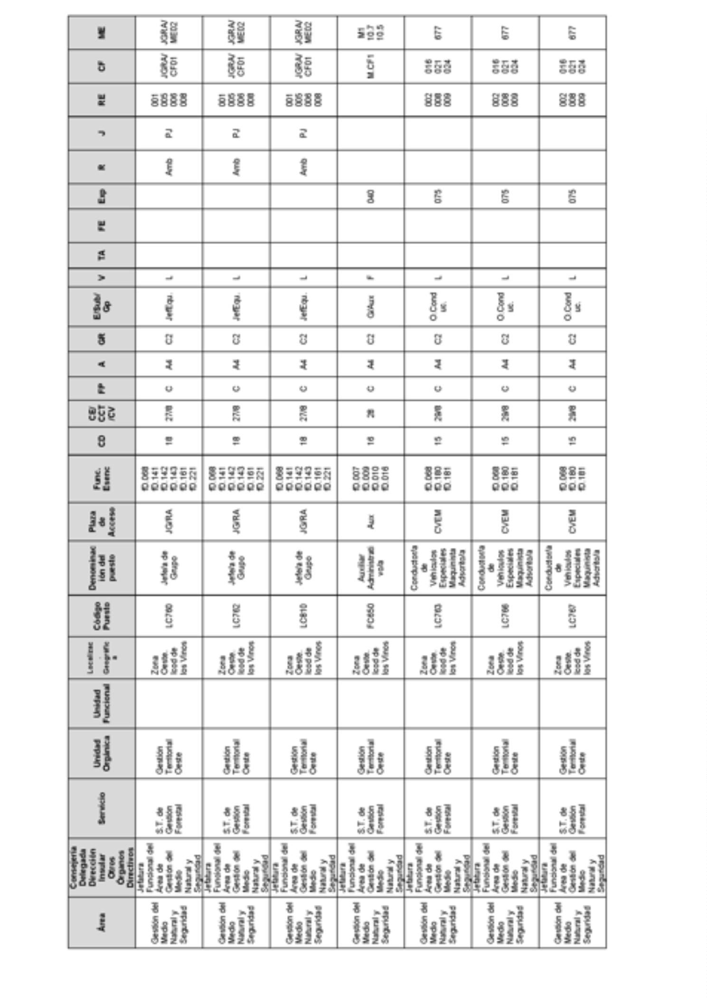 Área
Consejería Delegada Dirección Insular Otros Órganos Directivos
Servicio
Unidad Orgánica
Unidad Funcional
Localizac. Geográfica
Código Puesto
Denominación del puesto
Plaza de Acceso
Func. Esenc
CD
CE/ CCT /CV
FP
A
GR
E/Sub/ Gp
V
TA
FE
Exp
R
J
RE
CF
ME
Gestión del Medio Natural y Seguridad
Jefatura Funcional del Área de Gestión del Medio Natural y Seguridad
S.T. de Gestión Forestal
Gestión Territorial Oeste
Zona Oeste. Icod de los Vinos
LC760
Jefe/a de Grupo
JG/RA
fD.068 fD.141 fD.142 fD.143 fD.161 fD.221
18
27/8
C
A4
C2
JefEqu.
L
Amb
PJ
001 005 006 008
JGRA/ CF01
JGRA/ ME02
Gestión del Medio Natural y Seguridad
Jefatura Funcional del Área de Gestión del Medio Natural y Seguridad
S.T. de Gestión Forestal
Gestión Territorial Oeste
Zona Oeste. Icod de los Vinos
LC762
Jefe/a de Grupo
JG/RA
fD.068 fD.141 fD.142 fD.143 fD.161 fD.221
18
27/8
C
A4
C2
JefEqu.
L
Amb
PJ
001 005 006 008
JGRA/ CF01
JGRA/ ME02
Gestión del Medio Natural y Seguridad
Jefatura Funcional del Área de Gestión del Medio Natural y Seguridad
S.T. de Gestión Forestal
Gestión Territorial Oeste
Zona Oeste. Icod de los Vinos
LC810
Jefe/a de Grupo
JG/RA
fD.068 fD.141 fD.142 fD.143 fD.161 fD.221
18
27/8
C
A4
C2
JefEqu.
L
Amb
PJ
001 005 006 008
JGRA/ CF01
JGRA/ ME02
Gestión del Medio Natural y Seguridad
Jefatura Funcional del Área de Gestión del Medio Natural y Seguridad
S.T. de Gestión Forestal
Gestión Territorial Oeste
Zona Oeste. Icod de los Vinos
FC650
Auxiliar Administrativo/a
Aux
fD.007 fD.009 fD.010 fD.016
16
28
C
A4
C2
G/Aux
F
040
M.CF1
M1 10.7 10.5
Gestión del Medio Natural y Seguridad
Jefatura Funcional del Área de Gestión del Medio Natural y Seguridad
S.T. de Gestión Forestal
Gestión Territorial Oeste
Zona Oeste. Icod de los Vinos
LC763
Conductor/a de Vehículos Especiales Maquinista Adscrito/a
CVEM
fD.068 fD.180 fD.181
15
29/8
C
A4
C2
O.Conduc.
L
075
002 008 009
016 021 024
677
Gestión del Medio Natural y Seguridad
Jefatura Funcional del Área de Gestión del Medio Natural y Seguridad
S.T. de Gestión Forestal
Gestión Territorial Oeste
Zona Oeste. Icod de los Vinos
LC766
Conductor/a de Vehículos Especiales Maquinista Adscrito/a
CVEM
fD.068 fD.180 fD.181
15
29/8
C
A4
C2
O.Conduc.
L
075
002 008 009
016 021 024
677
Gestión del Medio Natural y Seguridad
Jefatura Funcional del Área de Gestión del Medio Natural y Seguridad
S.T. de Gestión Forestal
Gestión Territorial Oeste
Zona Oeste. Icod de los Vinos
LC767
Conductor/a de Vehículos Especiales Maquinista Adscrito/a
CVEM
fD.068 fD.180 fD.181
15
29/8
C
A4
C2
O.Conduc.
L
075
002 008 009
016 021 024
677